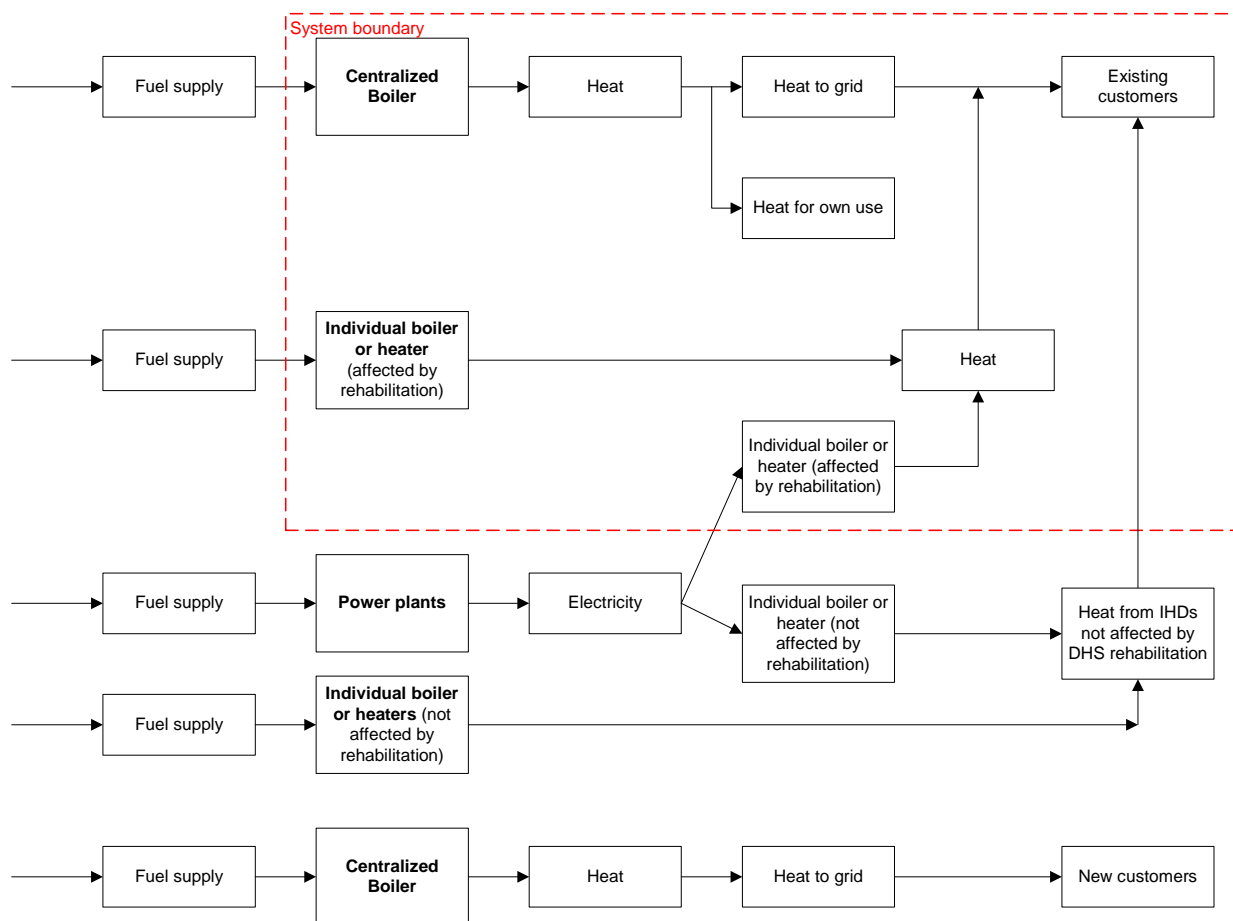 System boundary
Fuel supply
Centralized
Boiler
Heat
Heat to grid
Existing
customers
Heat for own use
Fuel supply
Individual boiler
or heater
(affected by
rehabilitation)
Heat
Individual boiler or
heater (affected
by rehabilitation)
Fuel supply
Power plants
Electricity
Individual boiler or
heater (not
affected by
rehabilitation)
Heat from IHDs
not affected by
DHS rehabilitation
Fuel supply
Individual boiler
or heaters (not
affected by
rehabilitation)
Fuel supply
Centralized
Boiler
Heat
Heat to grid
New customers